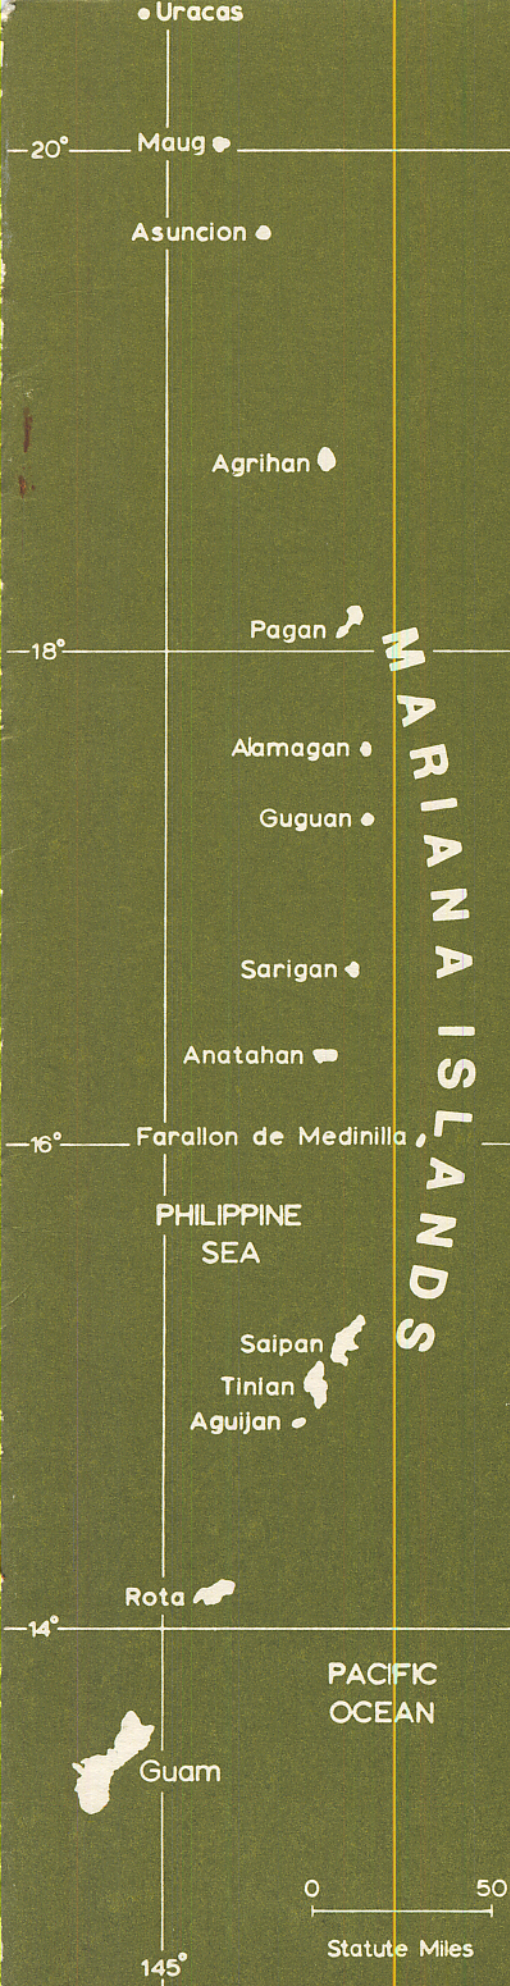 Uracas
20°
Maug
Asuncion
Agrihan
Pagan
18°
MARIANA ISLANDS
Alamagan
Guguan
Sarigan
Anatahan
Farallon de Medinilla
16°
PHILIPPINE
SEA
Saipan
Tinian
Aguijan
Rota
14°
PACIFIC
OCEAN
Guam
0 50
Statute Miles
145°